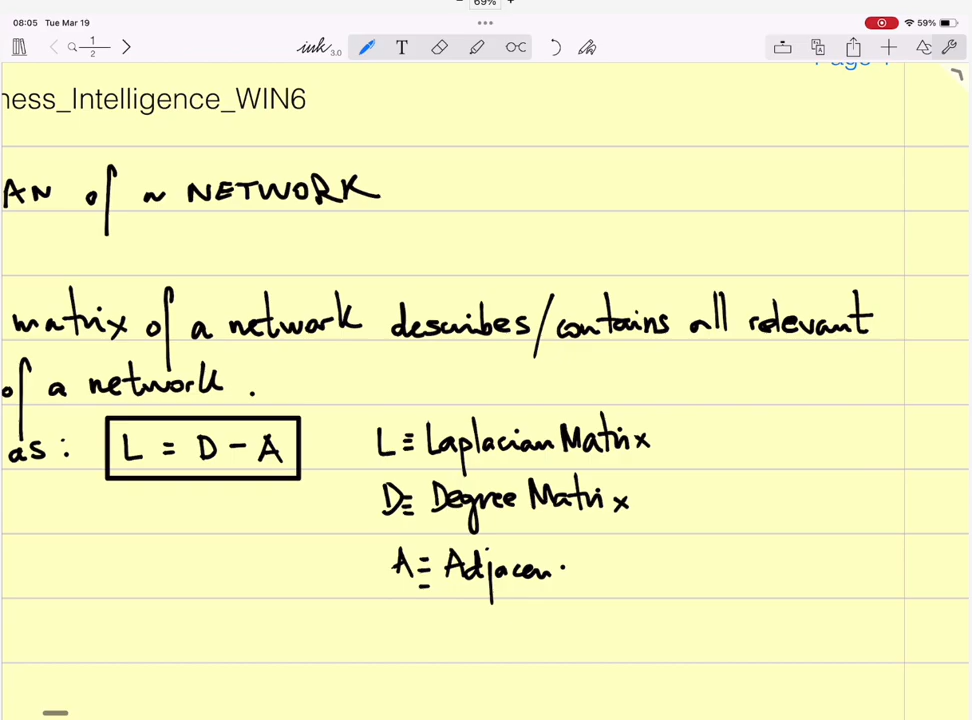 69%
08:05 Tue Mar 19
59%
1
2
ink 3.0
T
Page 1
ness_Intelligence_WIN6
AN of a NETWORK
matrix of a network describes/contains all relevant
of a network.
as: L = D - A
L ≡ Laplacian Matrix
D ≡ Degree Matrix
A ≡ Adjacen